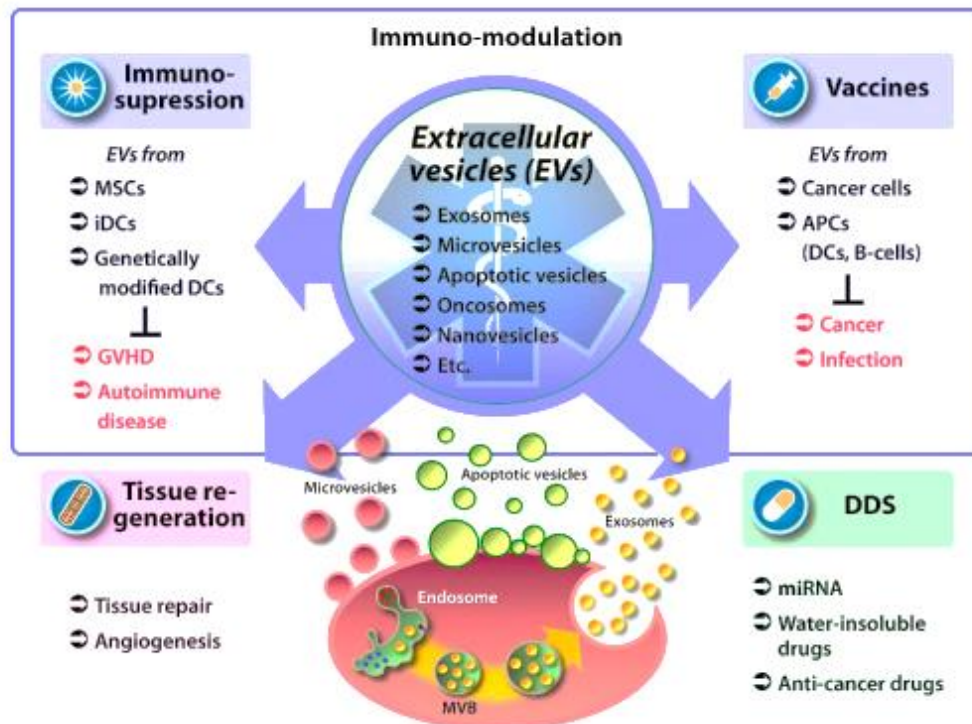 Immuno-modulation
Immuno-
supression
EVs from
MSCs
iDCs
Genetically
modified DCs
GVHD
Autoimmune
disease
Extracellular
vesicles (EVs)
Exosomes
Microvesicles
Apoptotic vesicles
Oncosomes
Nanovesicles
Etc.
Vaccines
EVs from
Cancer cells
APCs
(DCs, B-cells)
Cancer
Infection
Tissue re-
generation
Tissue repair
Angiogenesis
Microvesicles
Apoptotic vesicles
Exosomes
Endosome
MVB
DDS
miRNA
Water-insoluble
drugs
Anti-cancer drugs